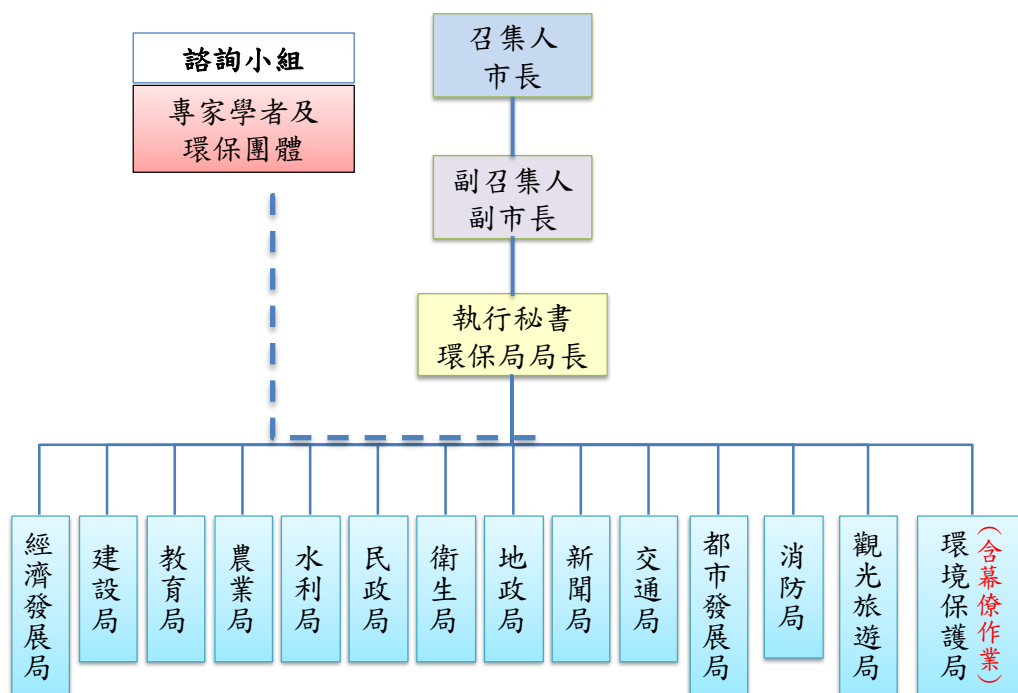 諮詢小組
專家學者及
環保團體
召集人
市長
副召集人
副市長
執行秘書
環保局局長
經濟發展局
建設局
教育局
農業局
水利局
民政局
衛生局
地政局
新聞局
交通局
都市發展局
消防局
觀光旅遊局
環境保護局
(含幕僚作業)